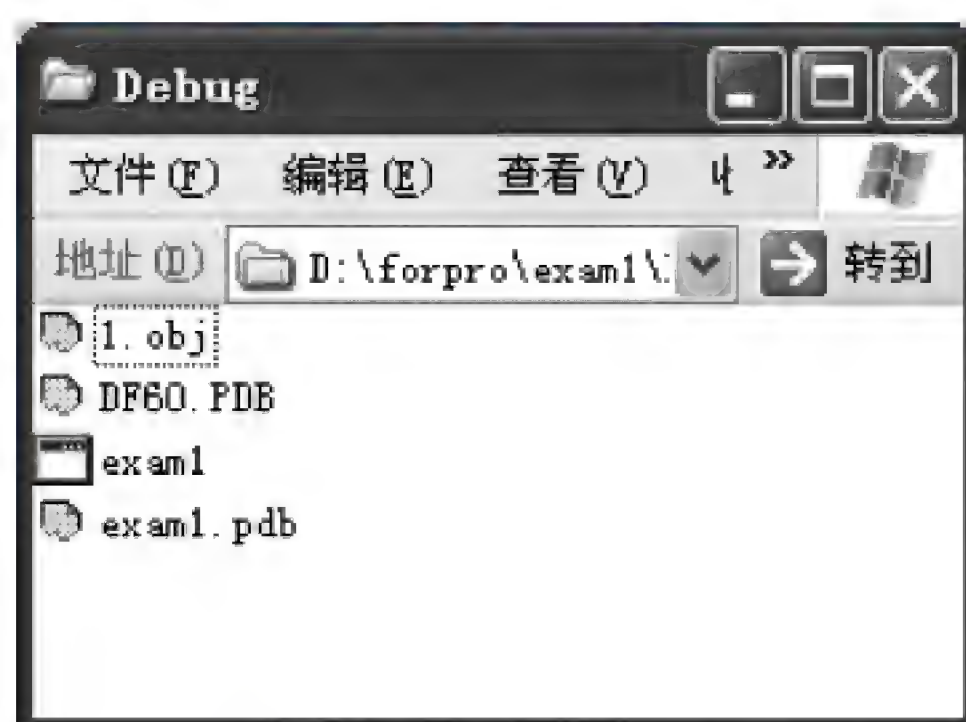 Debug
文件(F) 编辑(E) 查看(V) »
地址(D) D:\forpro\exam1\ 转到
1.obj
DF60.PDB
exam1
exam1.pdb